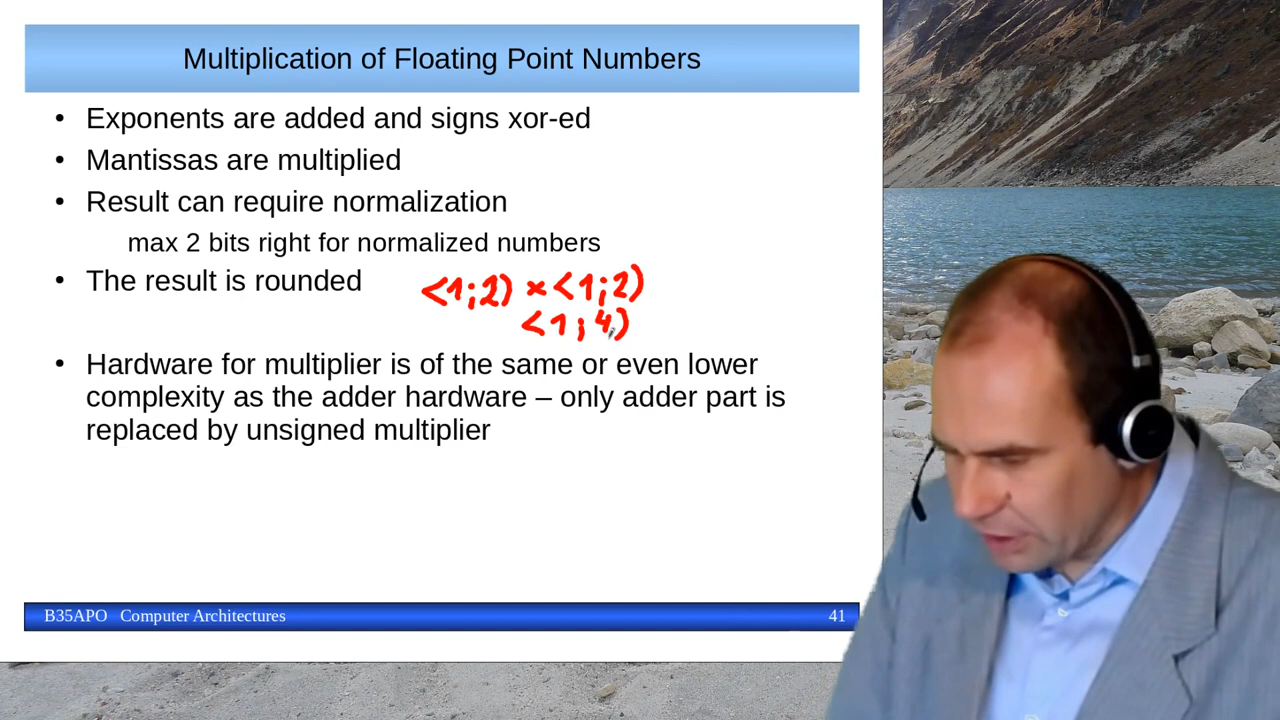 Multiplication of Floating Point Numbers
• Exponents are added and signs xor-ed
• Mantissas are multiplied
• Result can require normalization
max 2 bits right for normalized numbers
• The result is rounded
<1;2) x <1;2)
<1;4)
• Hardware for multiplier is of the same or even lower
complexity as the adder hardware – only adder part is
replaced by unsigned multiplier
B35APO Computer Architectures 41